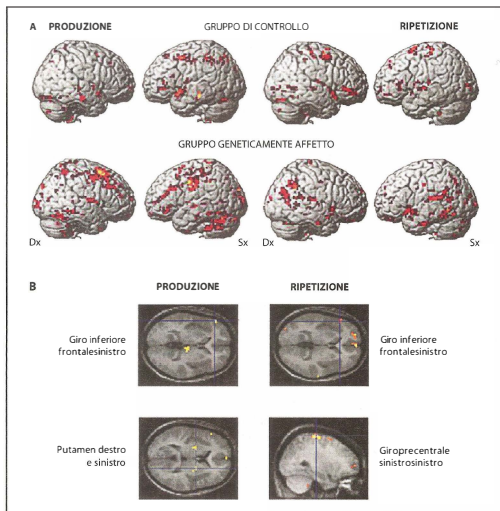 A PRODUZIONE GRUPPO DI CONTROLLO RIPETIZIONE
GRUPPO GENETICAMENTE AFFETTO
Dx Sx Dx Sx
B PRODUZIONE RIPETIZIONE
Giro inferiore
frontalesinistro
Giro inferiore
frontalesinistro
Putamen destro
e sinistro
Giroprecentrale
sinistrosinistro